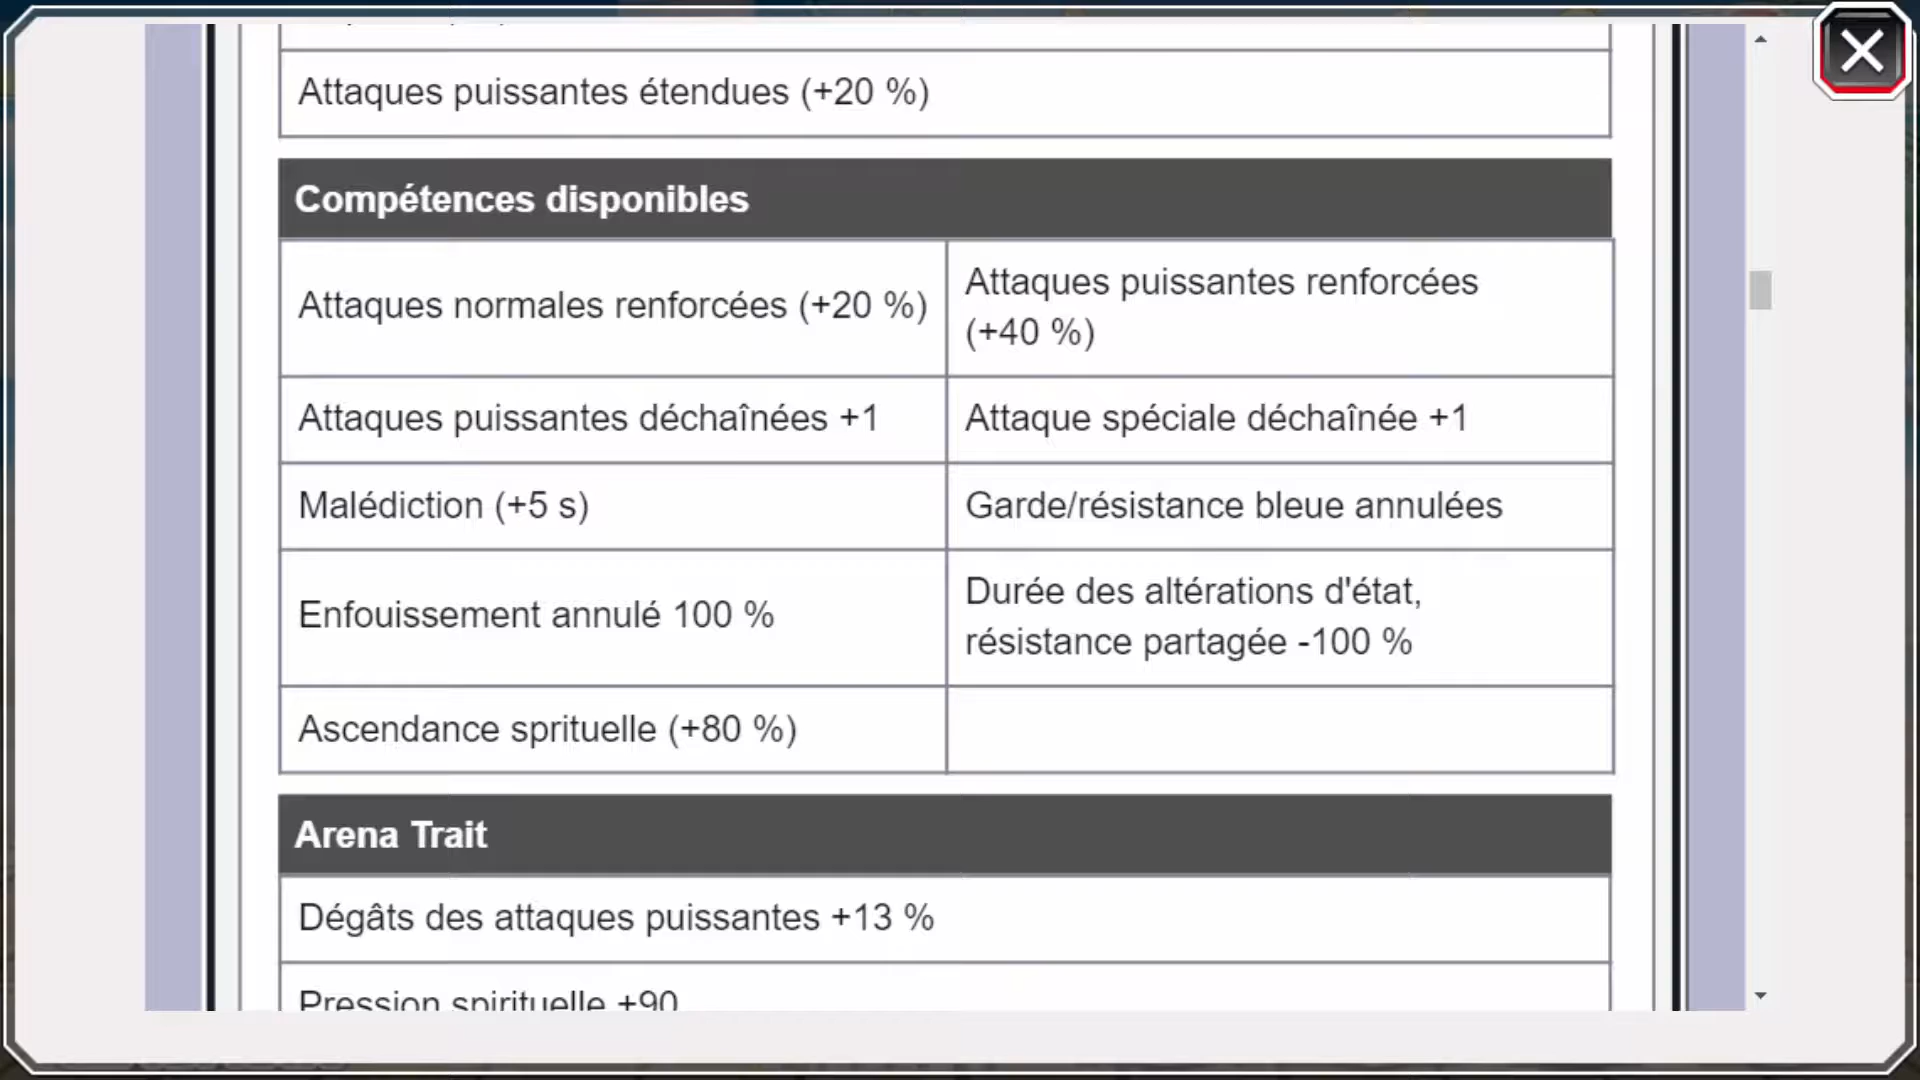 Attaques puissantes étendues (+20 %)
Compétences disponibles
Attaques normales renforcées (+20 %)
Attaques puissantes renforcées
(+40 %)
Attaques puissantes déchaînées +1
Attaque spéciale déchaînée +1
Malédiction (+5 s)
Garde/résistance bleue annulées
Enfouissement annulé 100 %
Durée des altérations d'état,
résistance partagée -100 %
Ascendance sprituelle (+80 %)
Arena Trait
Dégâts des attaques puissantes +13 %
Pression spirituelle +90